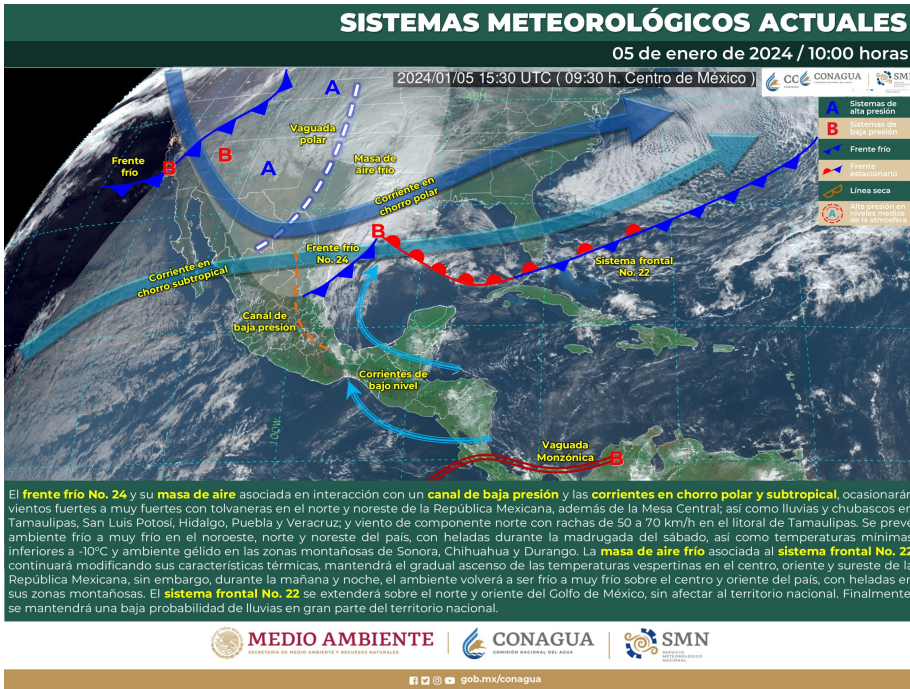 SISTEMAS METEOROLÓGICOS ACTUALES
05 de enero de 2024 / 10:00 horas
2024/01/05 15:30 UTC ( 09:30 h. Centro de México )
CONAGUA
SMN
A
Sistemas de
alta presión
B
Sistemas de
baja presión
Frente frío
Frente
estacionario
Línea seca
A
Alta presión en
niveles medios
de la atmosfera
A
Vaguada
polar
Frente
frío
B
B
A
Masa de
aire frío
Corriente en
chorro polar
B
Frente frío
No. 24
Corriente en
chorro subtropical
Sistema frontal
No. 22
Canal de
baja presión
Corrientes de
bajo nivel
100W
Vaguada
Monzónica
B
El frente frío No. 24 y su masa de aire asociada en interacción con un canal de baja presión y las corrientes en chorro polar y subtropical, ocasionarán
vientos fuertes a muy fuertes con tolvaneras en el norte y noreste de la República Mexicana, además de la Mesa Central; así como lluvias y chubascos en
Tamaulipas, San Luis Potosí, Hidalgo, Puebla y Veracruz; y viento de componente norte con rachas de 50 a 70 km/h en el litoral de Tamaulipas. Se prevé
ambiente frío a muy frío en el noroeste, norte y noreste del país, con heladas durante la madrugada del sábado, así como temperaturas mínimas
inferiores a -10°C y ambiente gélido en las zonas montañosas de Sonora, Chihuahua y Durango. La masa de aire frío asociada al sistema frontal No. 22
continuará modificando sus características térmicas, mantendrá el gradual ascenso de las temperaturas vespertinas en el centro, oriente y sureste de la
República Mexicana, sin embargo, durante la mañana y noche, el ambiente volverá a ser frío a muy frío sobre el centro y oriente del país, con heladas en
sus zonas montañosas. El sistema frontal No. 22 se extenderá sobre el norte y oriente del Golfo de México, sin afectar al territorio nacional. Finalmente,
se mantendrá una baja probabilidad de lluvias en gran parte del territorio nacional.
MEDIO AMBIENTE
SECRETARÍA DE MEDIO AMBIENTE Y RECURSOS NATURALES
CONAGUA
COMISIÓN NACIONAL DEL AGUA
SMN
SERVICIO
METEOROLÓGICO
NACIONAL
gob.mx/conagua